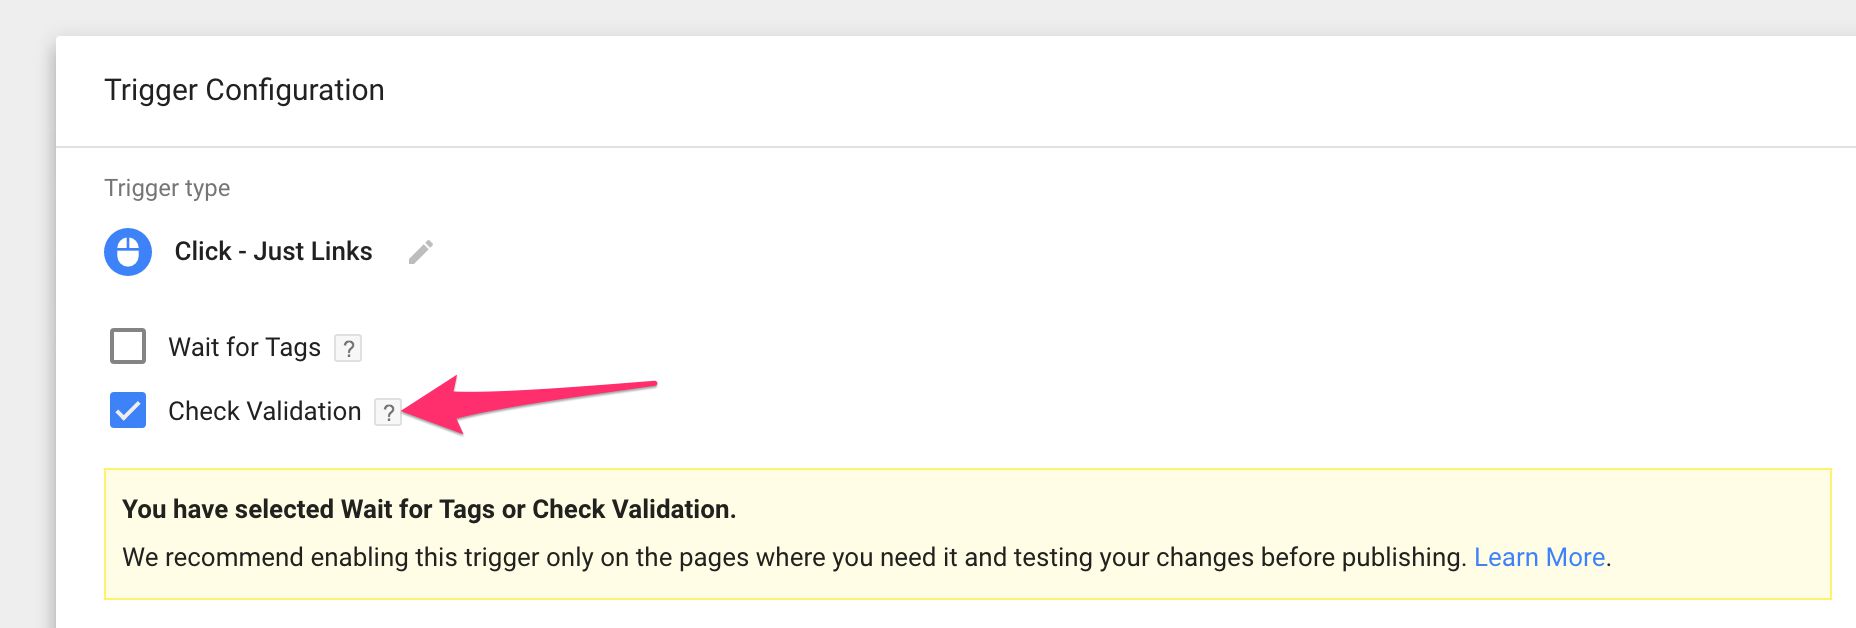 Trigger Configuration
Trigger type
Click - Just Links
Wait for Tags ?
Check Validation ?
You have selected Wait for Tags or Check Validation.
We recommend enabling this trigger only on the pages where you need it and testing your changes before publishing. Learn More.